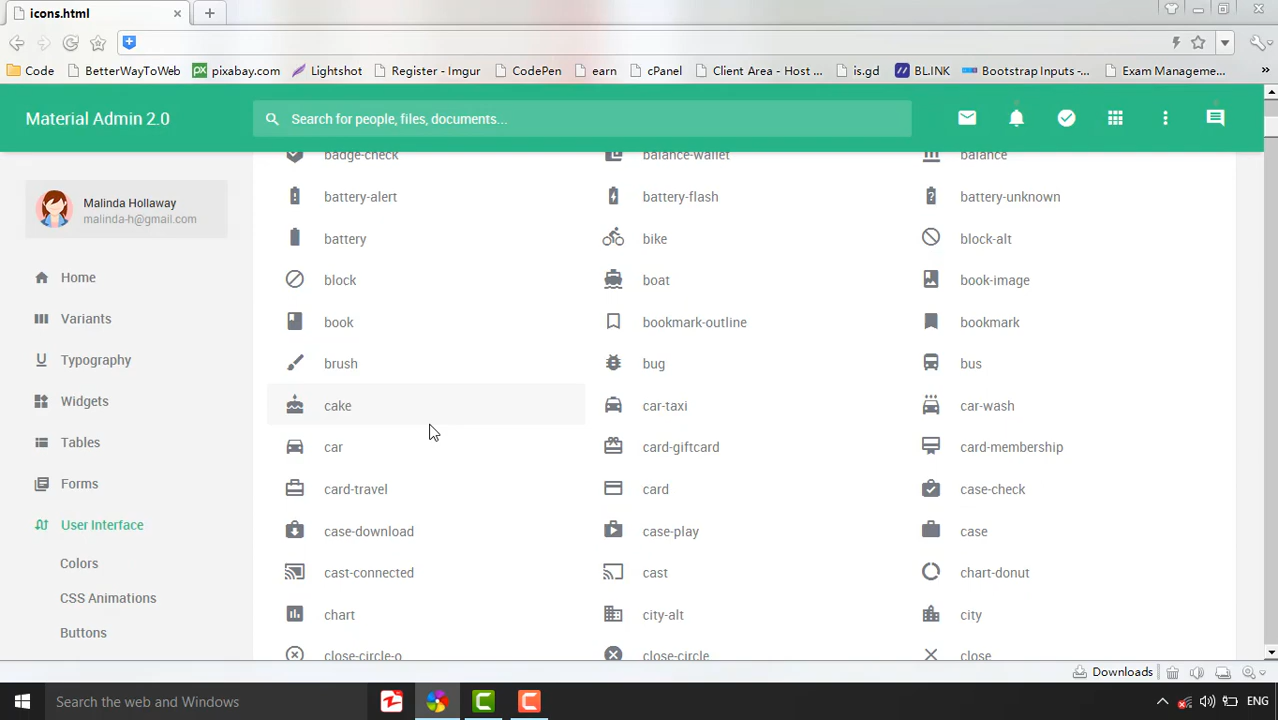 icons.html
Code BetterWayToWeb pixabay.com Lightshot Register - Imgur CodePen earn cPanel Client Area - Host ... is.gd BL.INK Bootstrap Inputs -... Exam Manageme... »
Material Admin 2.0 Search for people, files, documents...
badge-check balance-wallet balance
Malinda Hollaway
malinda-h@gmail.com
battery-alert battery-flash battery-unknown
battery bike block-alt
Home block boat book-image
Variants book bookmark-outline bookmark
Typography brush bug bus
Widgets cake car-taxi car-wash
Tables car card-giftcard card-membership
Forms card-travel card case-check
User Interface case-download case-play case
Colors cast-connected cast chart-donut
CSS Animations chart city-alt city
Buttons close-circle-o close-circle close
Downloads
Search the web and Windows ENG